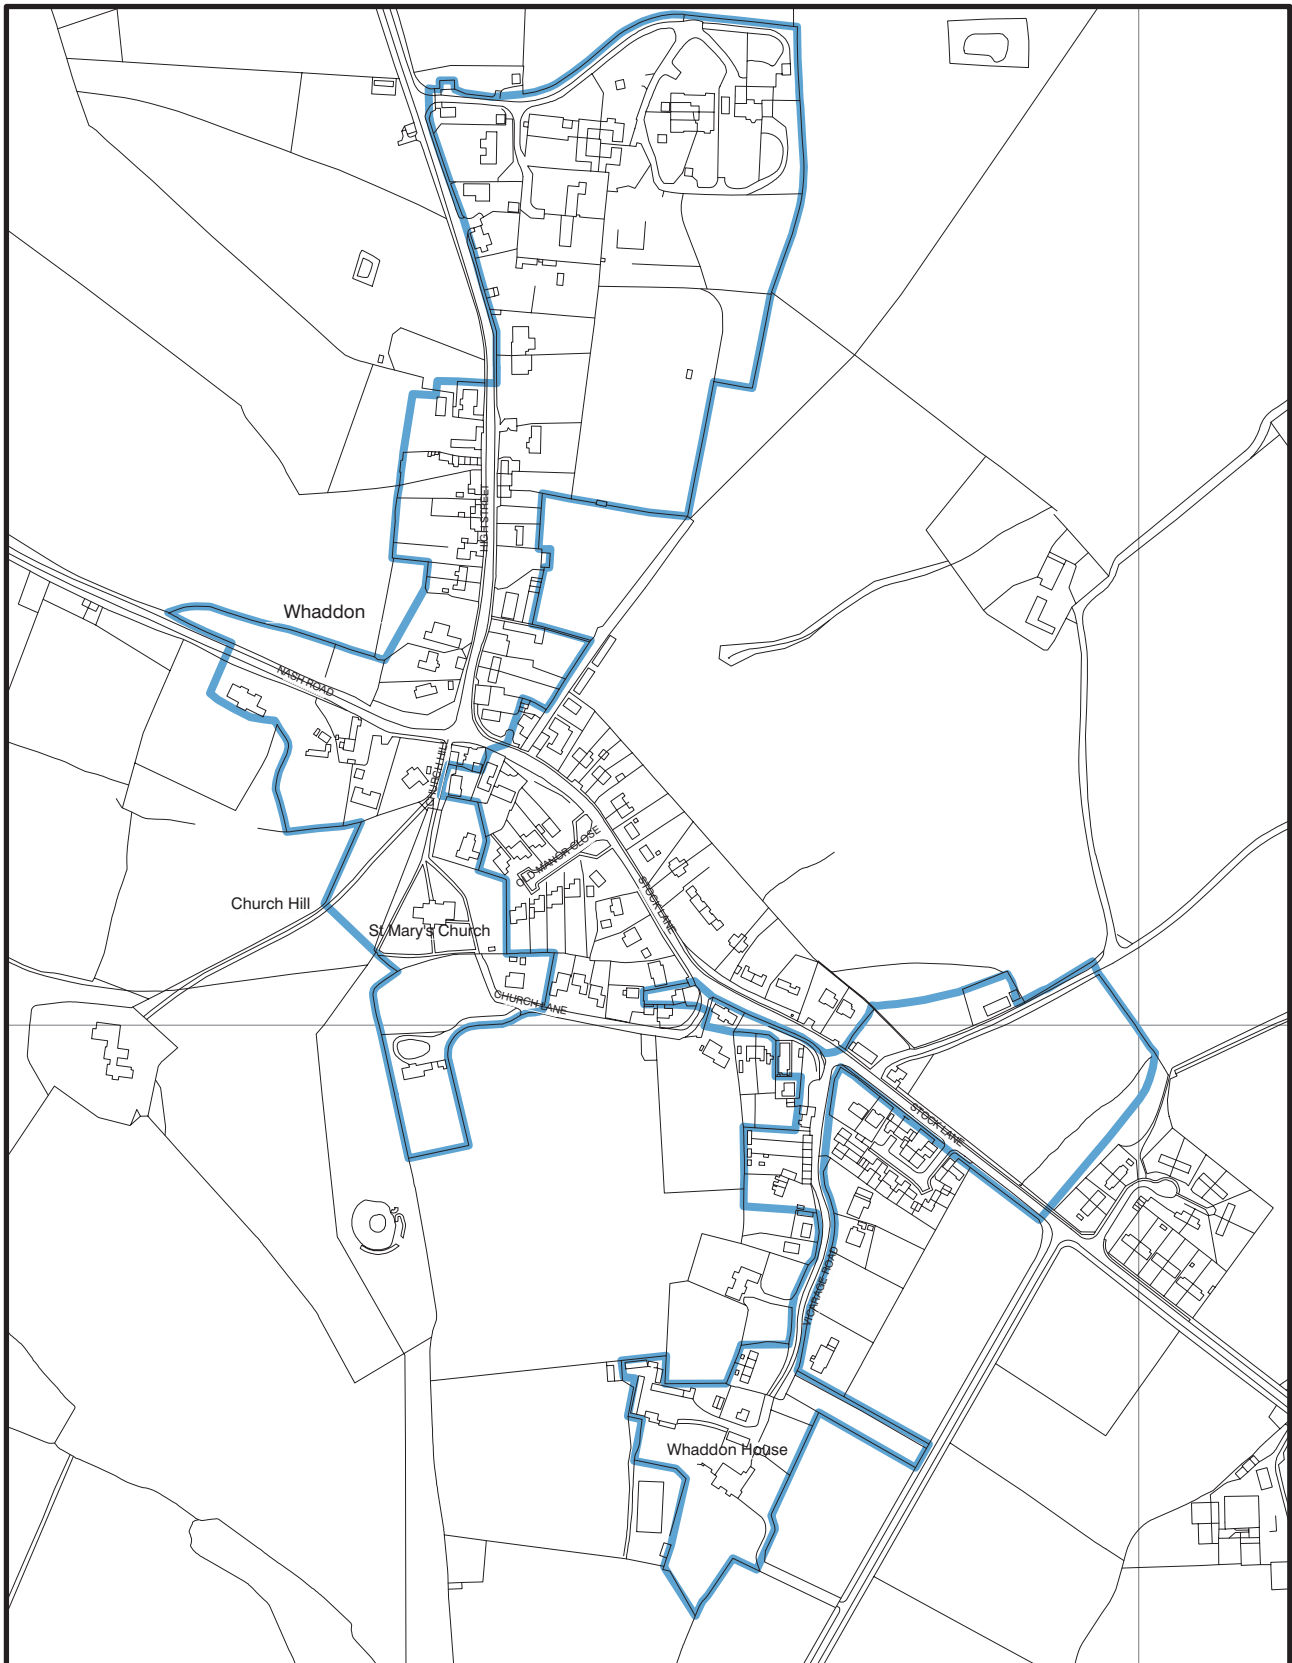 HIGH STREET
Whaddon
NASH ROAD
CHURCH HILL
OLD MANOR CLOSE
STOCK LANE
Church Hill
St Mary's Church
CHURCH LANE
STOCK LANE
VICARAGE ROAD
Whaddon House